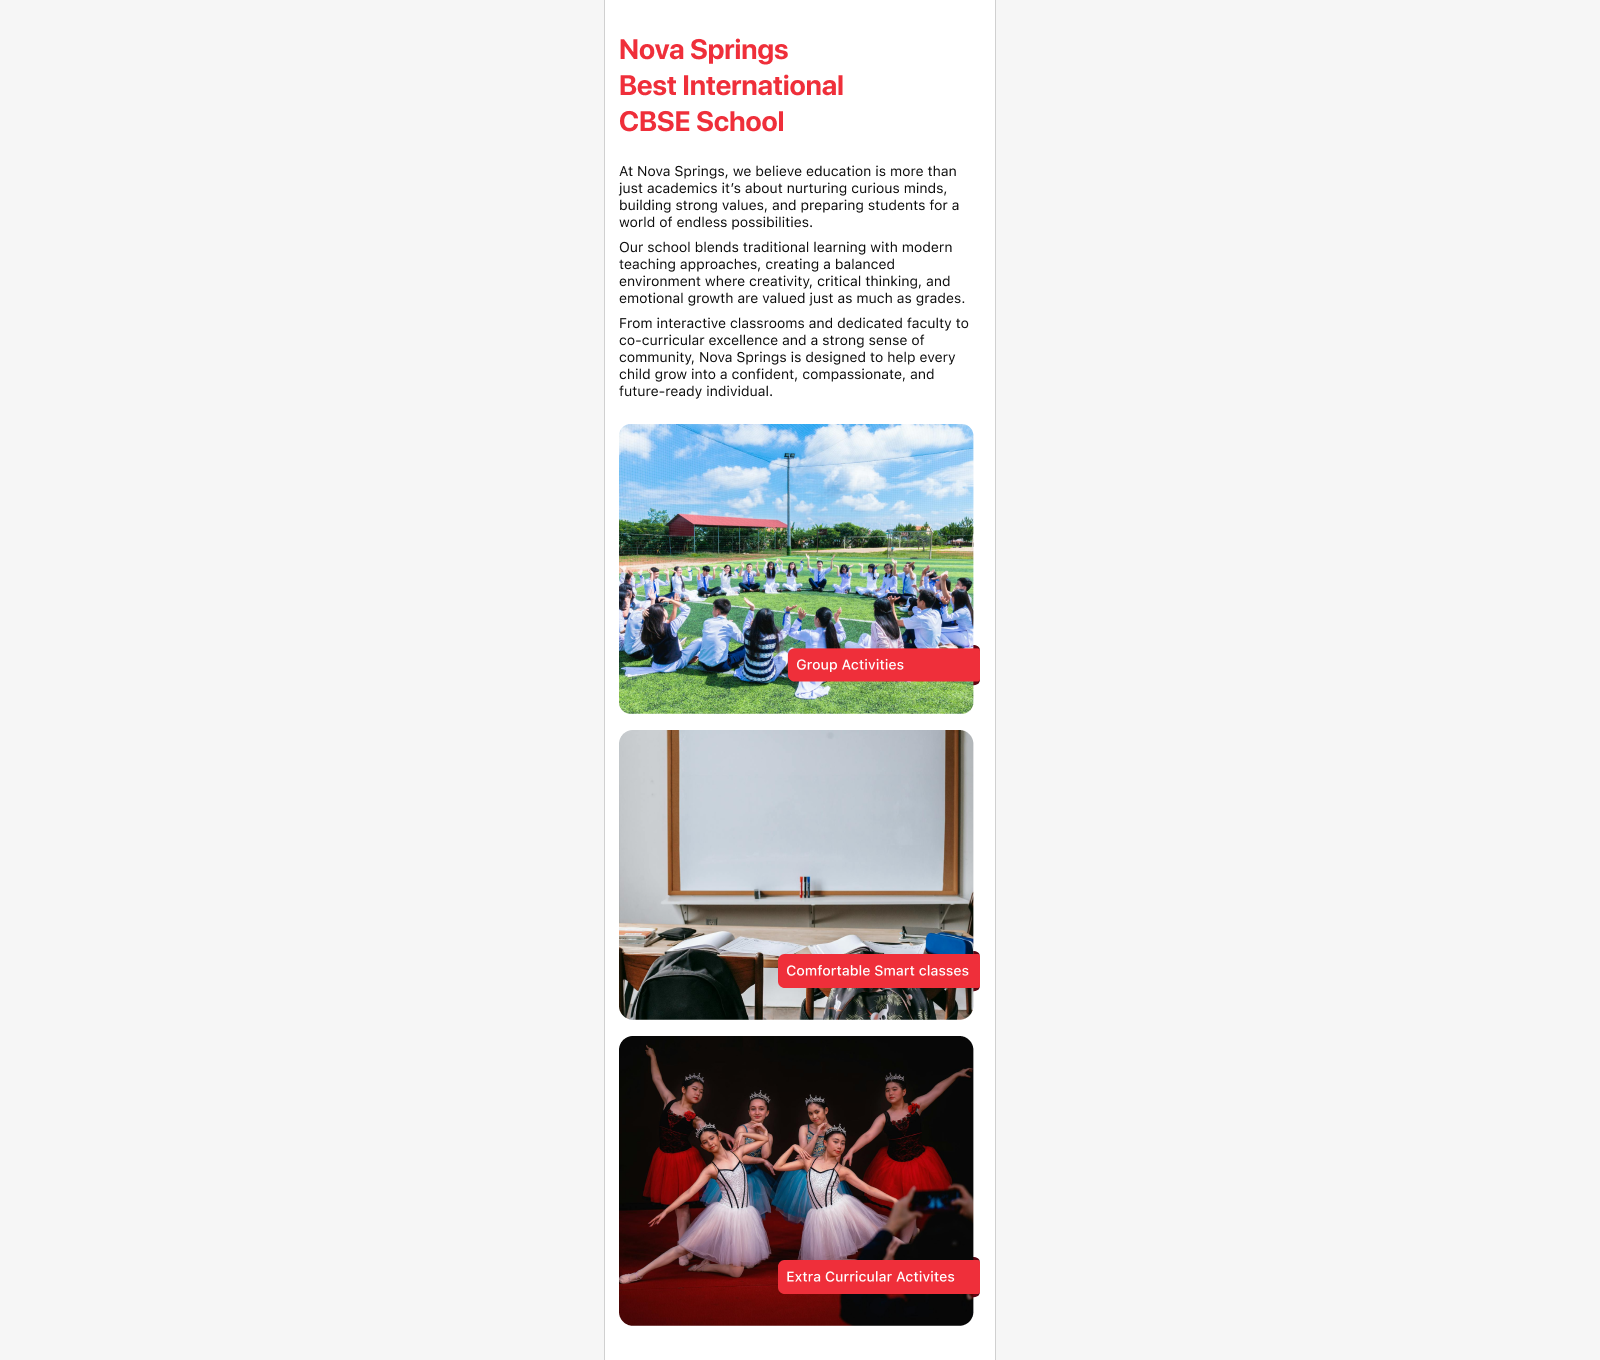 Nova Springs
Best International
CBSE School
At Nova Springs, we believe education is more than
just academics it’s about nurturing curious minds,
building strong values, and preparing students for a
world of endless possibilities.
Our school blends traditional learning with modern
teaching approaches, creating a balanced
environment where creativity, critical thinking, and
emotional growth are valued just as much as grades.
From interactive classrooms and dedicated faculty to
co-curricular excellence and a strong sense of
community, Nova Springs is designed to help every
child grow into a confident, compassionate, and
future-ready individual.
Group Activities
Comfortable Smart classes
Extra Curricular Activites